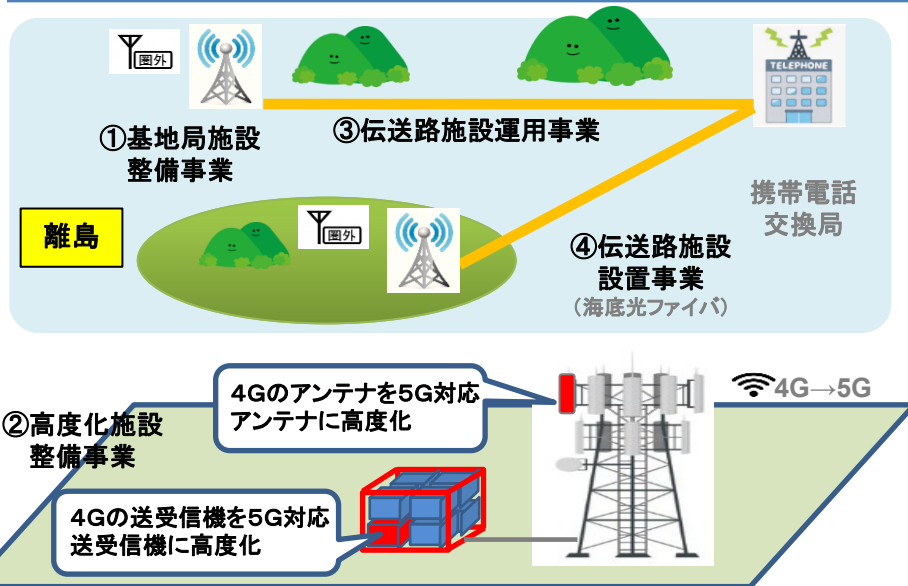 圏外
TELEPHONE
①基地局施設
整備事業
③伝送路施設運用事業
携帯電話
交換局
離島
圏外
④伝送路施設
設置事業
（海底光ファイバ）
4Gのアンテナを5G対応
アンテナに高度化
4G→5G
②高度化施設
整備事業
4Gの送受信機を5G対応
送受信機に高度化